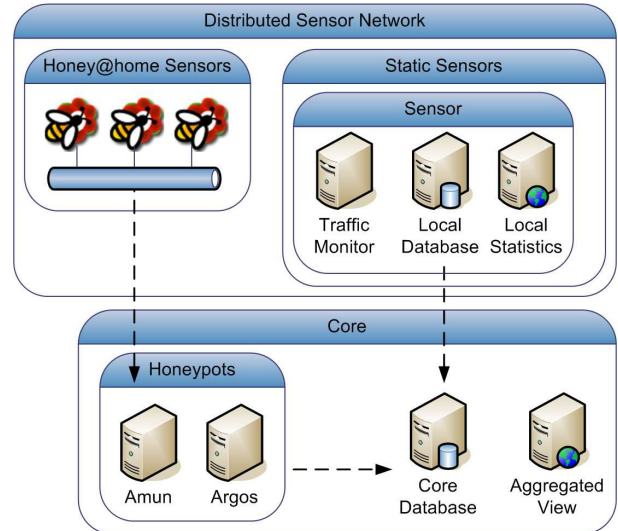 Distributed Sensor Network
Honey@home Sensors
Static Sensors
Sensor
Traffic
Monitor
Local
Database
Local
Statistics
Core
Honeypots
Amun
Argos
Core
Database
Aggregated
View